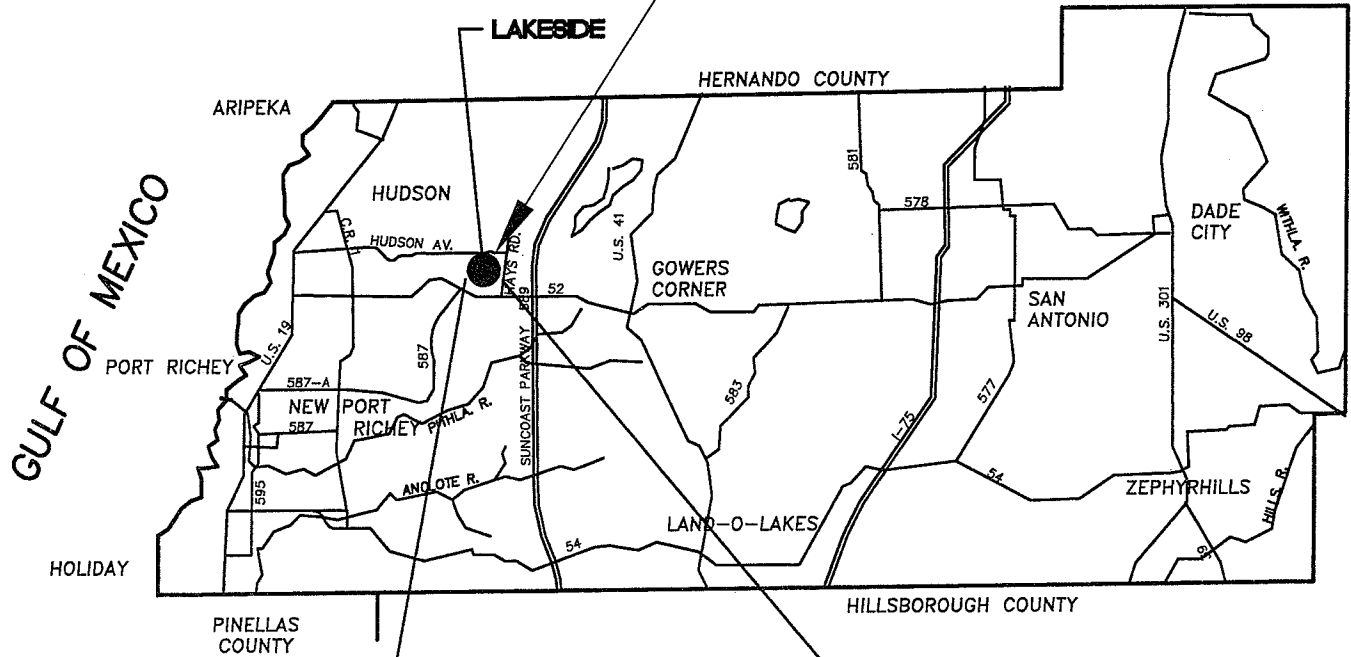 LAKESIDE
HERNANDO COUNTY
ARIPEKA
GULF OF MEXICO
HUDSON
C.R. 1
HUDSON AV.
HAYS RD.
U.S. 41
581
578
DADE
CITY
WITHLA. R.
GOWERS
CORNER
52
SAN
ANTONIO
U.S. 301
U.S. 98
U.S. 19
PORT RICHEY
587
SUNCOAST PARKWAY 589
587-A
NEW PORT
RICHEY
587
PITHLA. R.
583
577
I-75
595
ANCLOTE R.
54
ZEPHYRHILLS
HILLS. R.
LAND-O-LAKES
54
HOLIDAY
PINELLAS
COUNTY
HILLSBOROUGH COUNTY